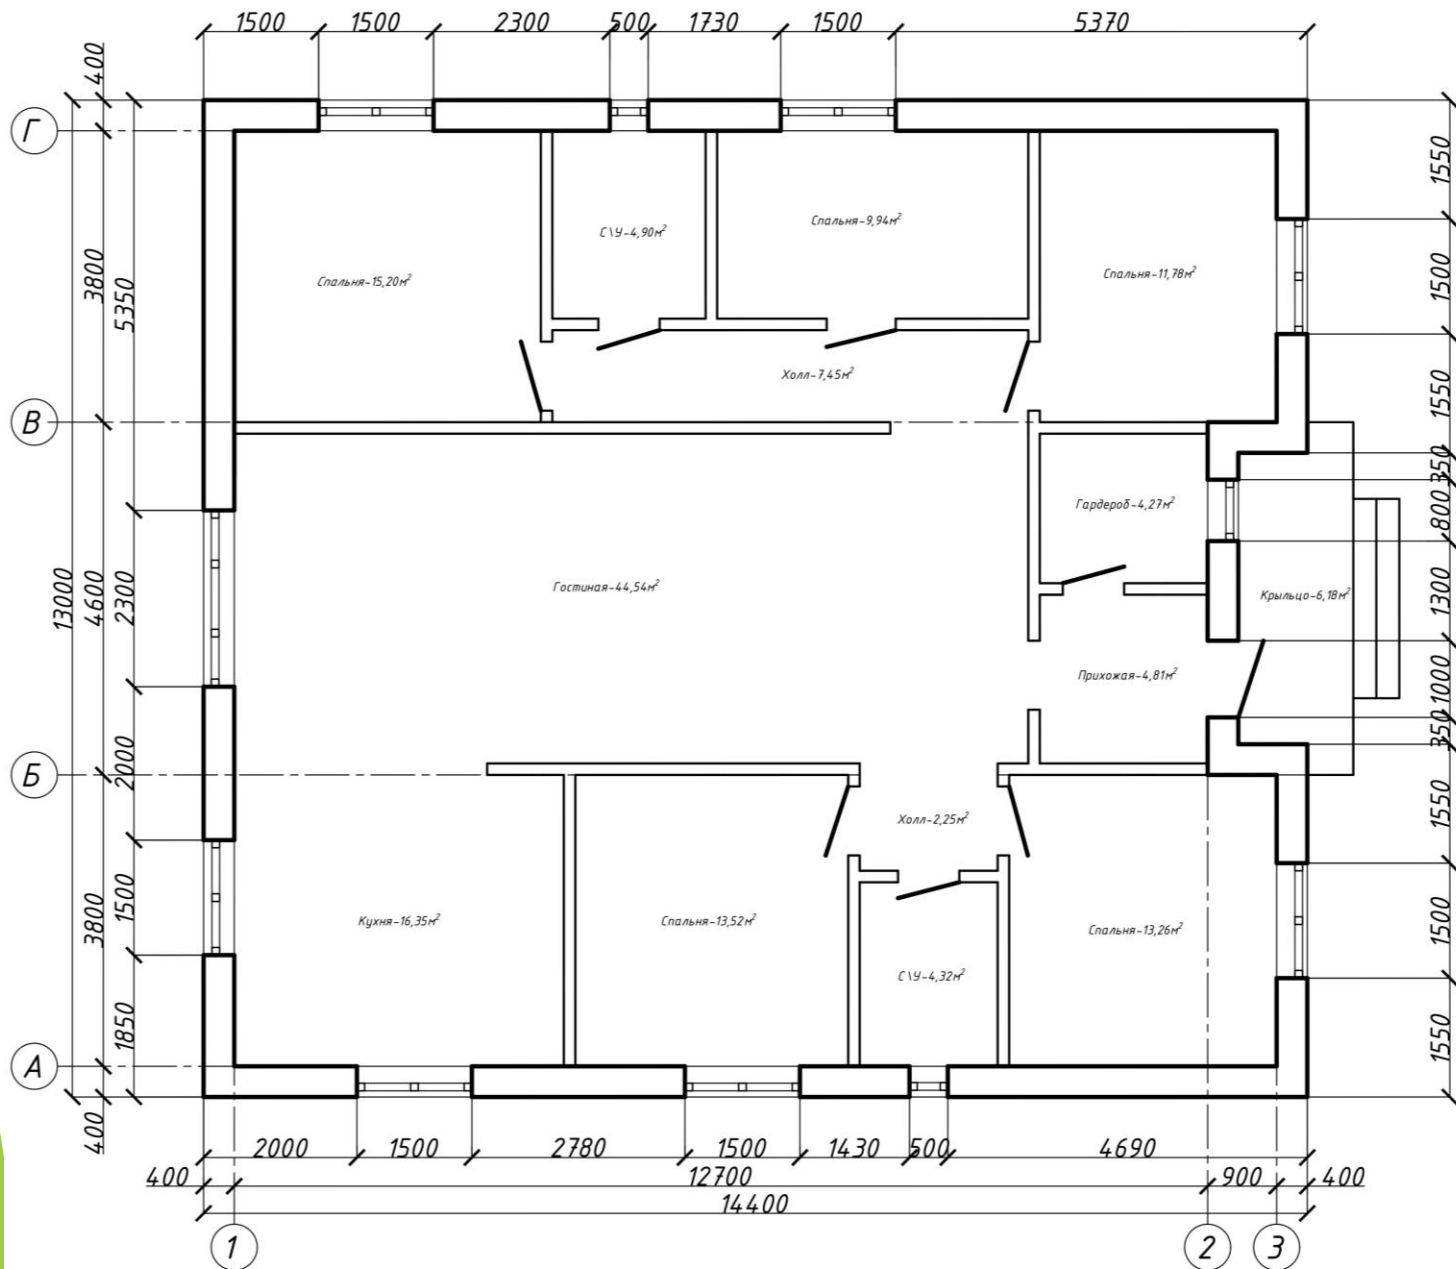 1500 1500 2300 500 1730 1500 5370
400
Г
1550
3800
5350
С\У-4,90м²
Спальня-9,94м²
Спальня-15,20м²
Спальня-11,78м²
1500
Холл-7,45м²
1550
В
350
Гардероб-4,27м²
800
13000
4600
2300
Гостиная-44,54м²
Крыльцо-6,18м²
1300
Прихожая-4,81м²
1000
350
Б
2000
Холл-2,25м²
1550
3800
1500
Кухня-16,35м²
Спальня-13,52м²
Спальня-13,26м²
1500
С\У-4,32м²
1850
А
1550
400
2000 1500 2780 1500 1430 500 4690
400 12700 900 400
14400
1 2 3